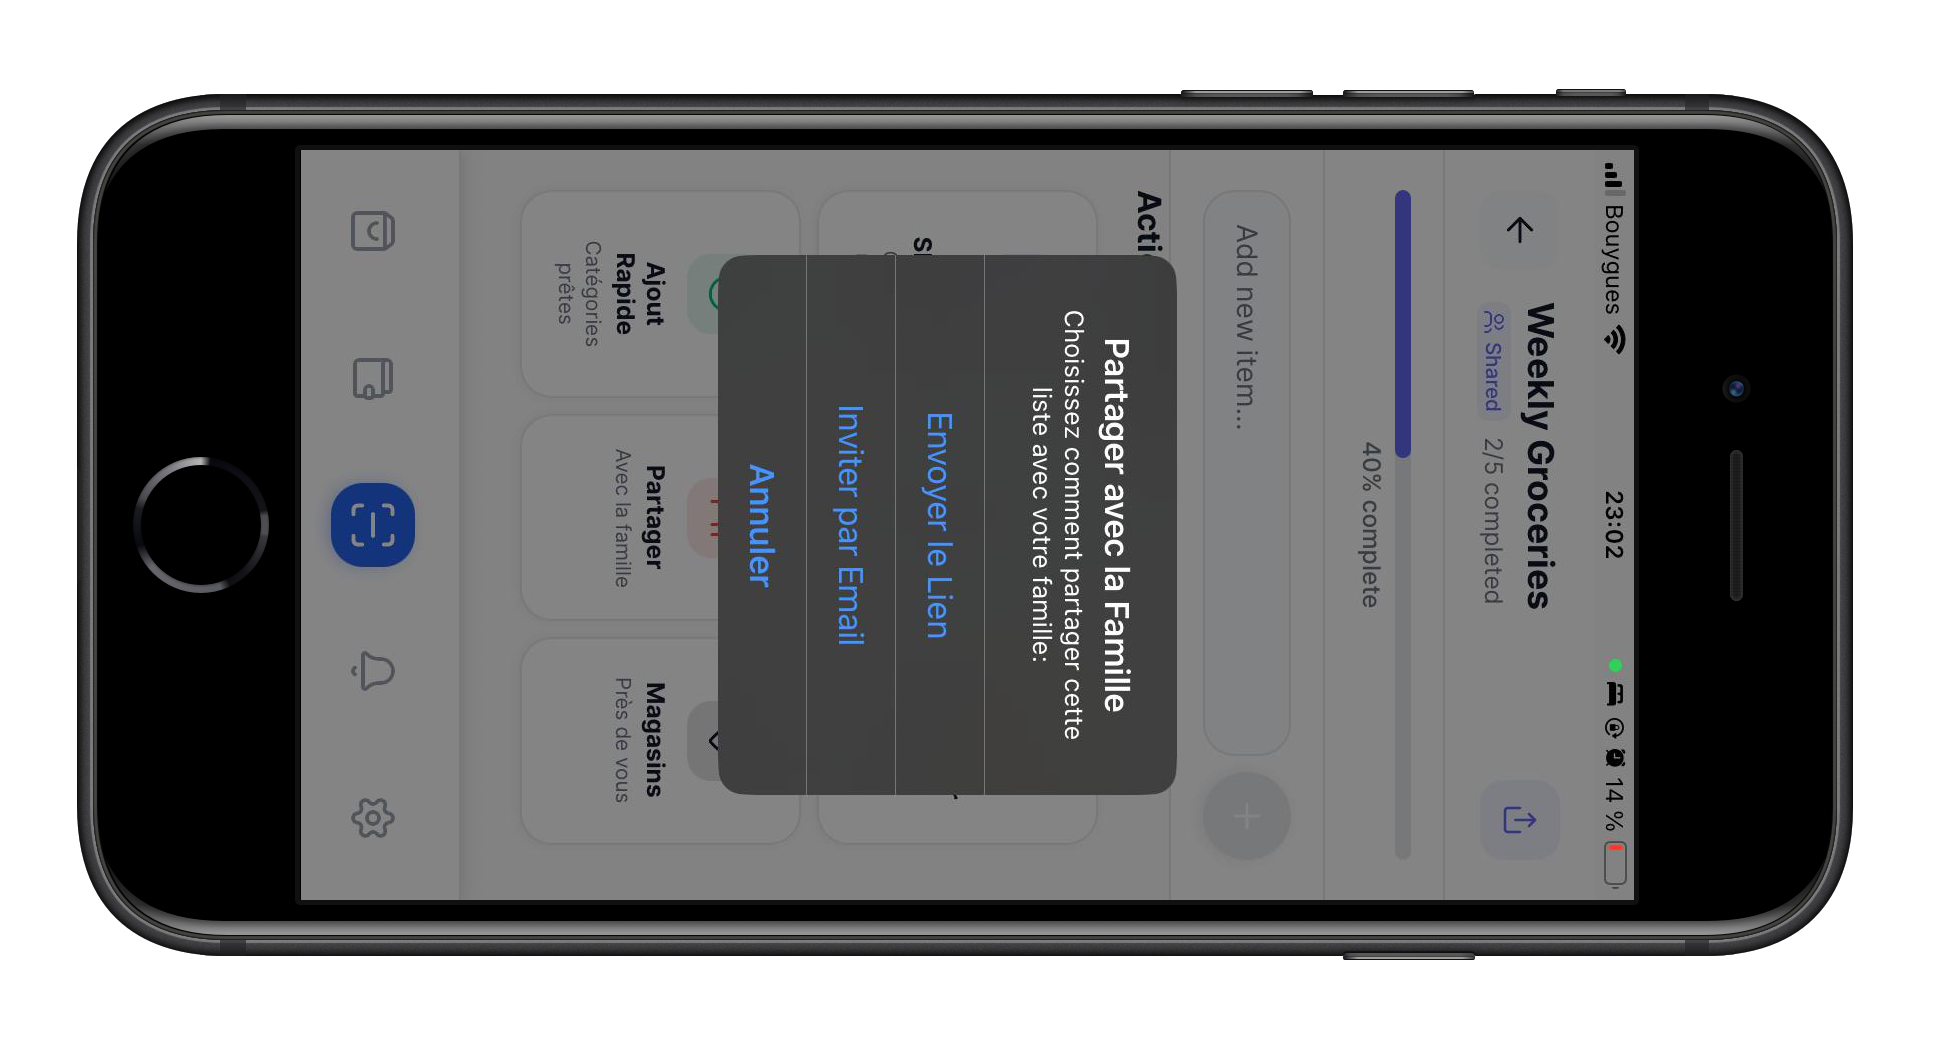 Bouygues 23:02 14 %
Weekly Groceries
Shared 2/5 completed
40% complete
Add new item...
Partager avec la Famille
Choisissez comment partager cette
liste avec votre famille:
Envoyer le Lien
Inviter par Email
Annuler
Ajout
Rapide
Catégories
prêtes
Partager
Avec la famille
Magasins
Près de vous